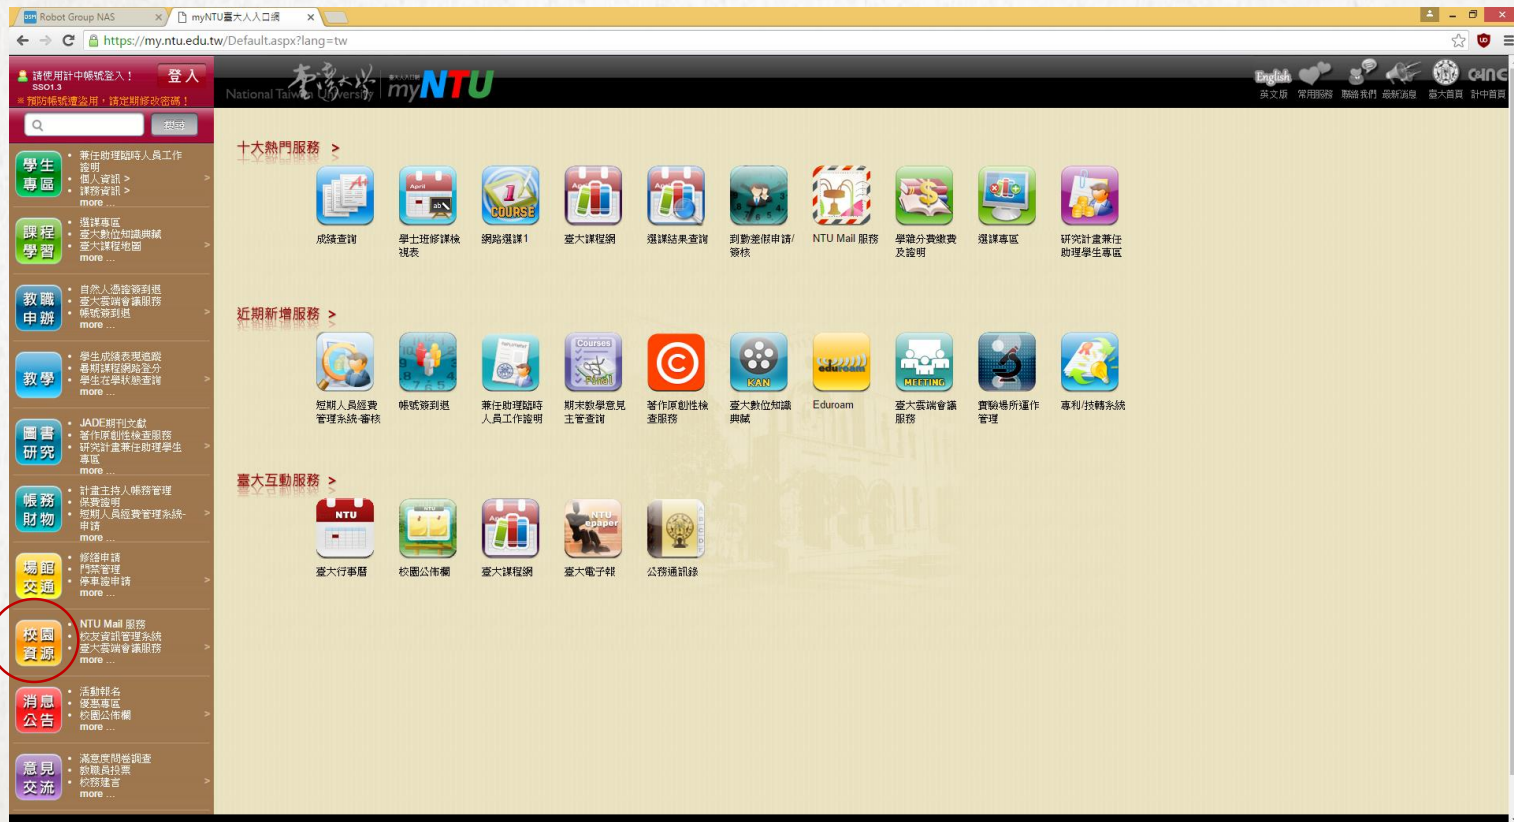 Robot Group NAS
myNTU臺大人入口網
https://my.ntu.edu.tw/Default.aspx?lang=tw
請使用計中帳號登入！
SSO1.3
登入
※預防帳號遭盜用，請定期修改密碼！
搜尋
National Taiwan University
臺灣大學
臺大人入口網
myNTU
English
英文版
常用服務
聯絡我們
最新消息
臺大首頁
計中首頁
學生專區
兼任助理臨時人員工作證明
個人資訊 >
課務資訊 >
more ...
課程學習
選課專區
臺大數位知識典藏
臺大課程地圖
more ...
教職申辦
自然人憑證簽到退
臺大雲端會議服務
帳號簽到退
more ...
教學
學生成績表現追蹤
暑期課程網路登分
學生在學狀態查詢
more ...
圖書研究
JADE期刊文獻
著作原創性檢查服務
研究計畫兼任助理學生專區
more ...
帳務財物
計畫主持人帳務管理
保費證明
短期人員經費管理系統-申請
more ...
場館交通
修繕申請
門禁管理
停車證申請
more ...
校園資源
NTU Mail 服務
校友資訊管理系統
臺大雲端會議服務
more ...
消息公告
活動報名
優惠專區
校園公佈欄
more ...
意見交流
滿意度問卷調查
教職員投票
校務建言
more ...
十大熱門服務 >
成績查詢
學士班修課檢視表
網路選課1
臺大課程網
選課結果查詢
到勤差假申請/簽核
NTU Mail 服務
學雜分費繳費及證明
選課專區
研究計畫兼任助理學生專區
近期新增服務 >
短期人員經費管理系統-審核
帳號簽到退
兼任助理臨時人員工作證明
期末教學意見主管查詢
著作原創性檢查服務
臺大數位知識典藏
Eduroam
臺大雲端會議服務
實驗場所運作管理
專利/技轉系統
臺大互動服務 >
臺大行事曆
校園公佈欄
臺大課程網
臺大電子報
公務通訊錄